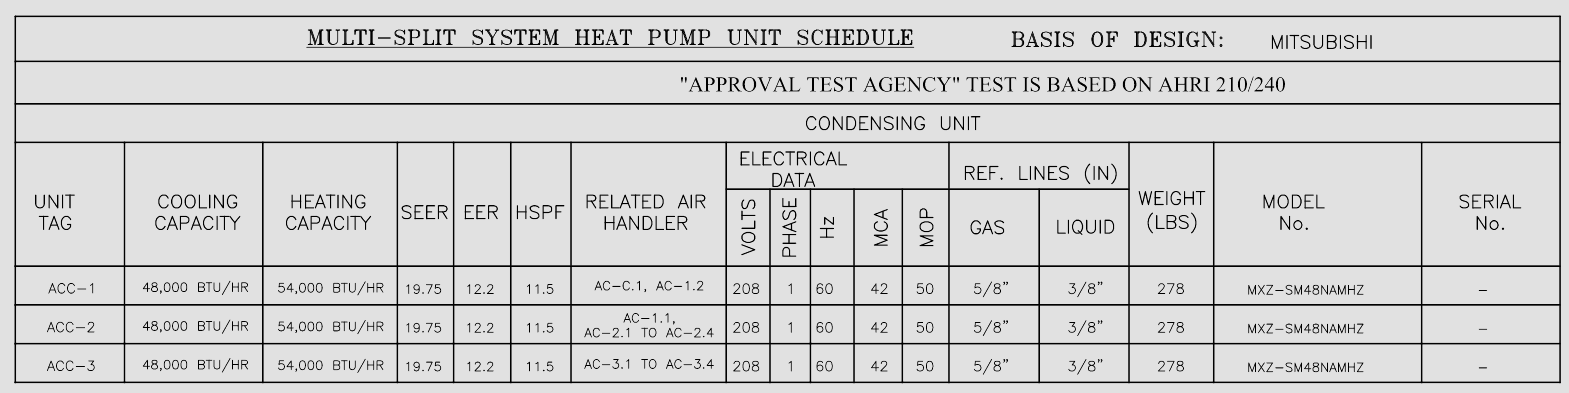 MULTI-SPLIT SYSTEM HEAT PUMP UNIT SCHEDULE BASIS OF DESIGN: MITSUBISHI
"APPROVAL TEST AGENCY" TEST IS BASED ON AHRI 210/240
CONDENSING UNIT
UNIT TAG COOLING CAPACITY HEATING CAPACITY SEER EER HSPF RELATED AIR HANDLER ELECTRICAL DATA VOLTS PHASE Hz MCA MOP REF. LINES (IN) GAS LIQUID WEIGHT (LBS) MODEL No. SERIAL No.
ACC-1 48,000 BTU/HR 54,000 BTU/HR 19.75 12.2 11.5 AC-C.1, AC-1.2 208 1 60 42 50 5/8" 3/8" 278 MXZ-SM48NAMHZ -
ACC-2 48,000 BTU/HR 54,000 BTU/HR 19.75 12.2 11.5 AC-1.1, AC-2.1 TO AC-2.4 208 1 60 42 50 5/8" 3/8" 278 MXZ-SM48NAMHZ -
ACC-3 48,000 BTU/HR 54,000 BTU/HR 19.75 12.2 11.5 AC-3.1 TO AC-3.4 208 1 60 42 50 5/8" 3/8" 278 MXZ-SM48NAMHZ -